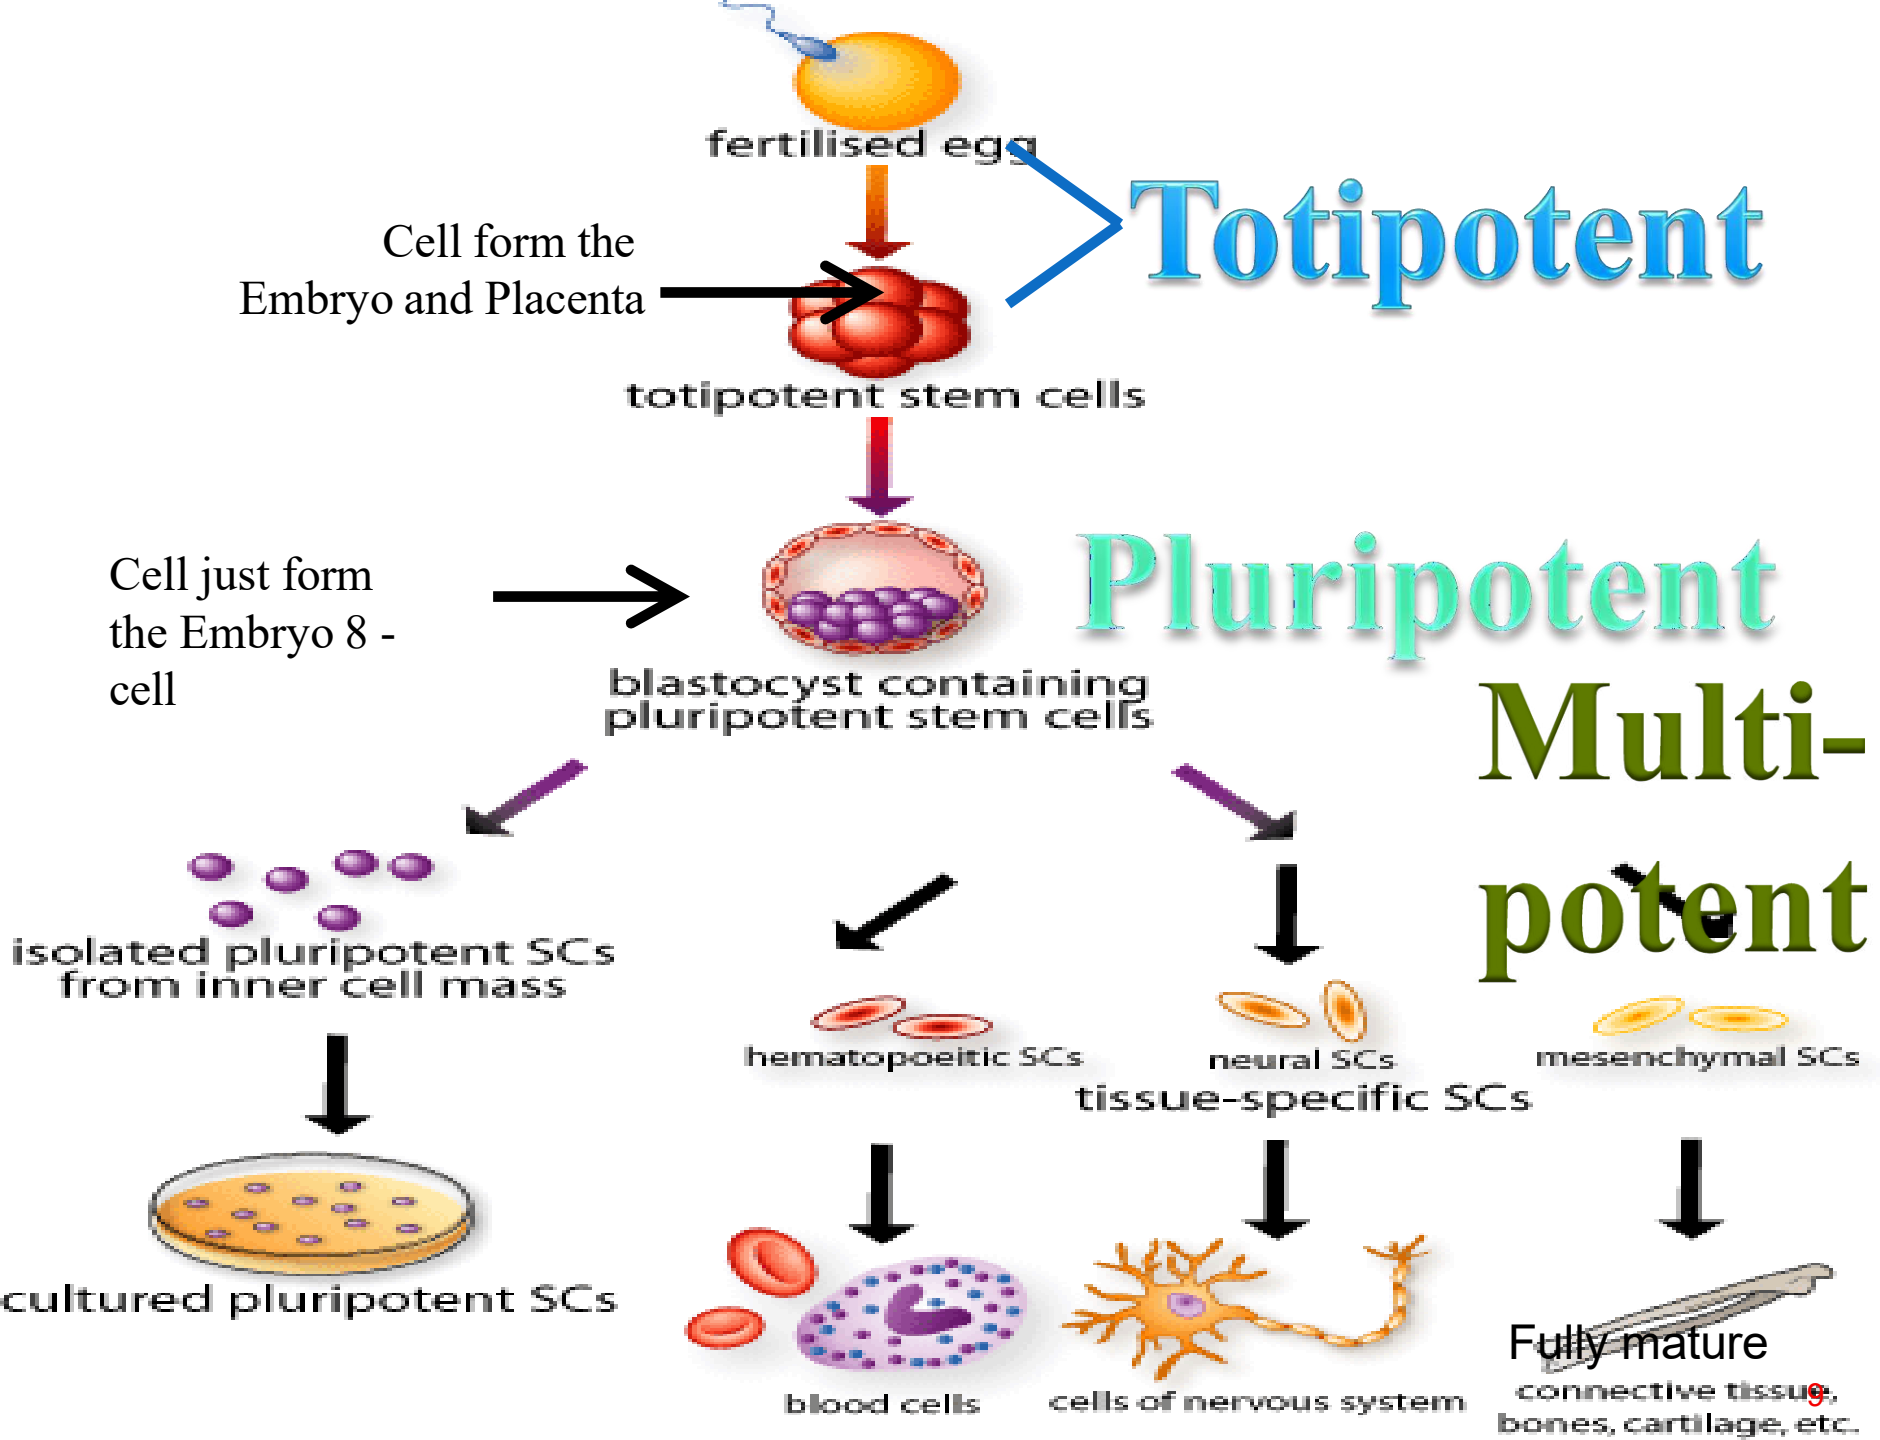 fertilised egg
Totipotent
Cell form the
Embryo and Placenta
totipotent stem cells
Cell just form
the Embryo 8 -
cell
Pluripotent
blastocyst containing
pluripotent stem cells
Multi-
potent
isolated pluripotent SCs
from inner cell mass
hematopoeitic SCs
neural SCs
mesenchymal SCs
tissue-specific SCs
cultured pluripotent SCs
blood cells
cells of nervous system
Fully mature
connective tissue,
bones, cartilage, etc.
9